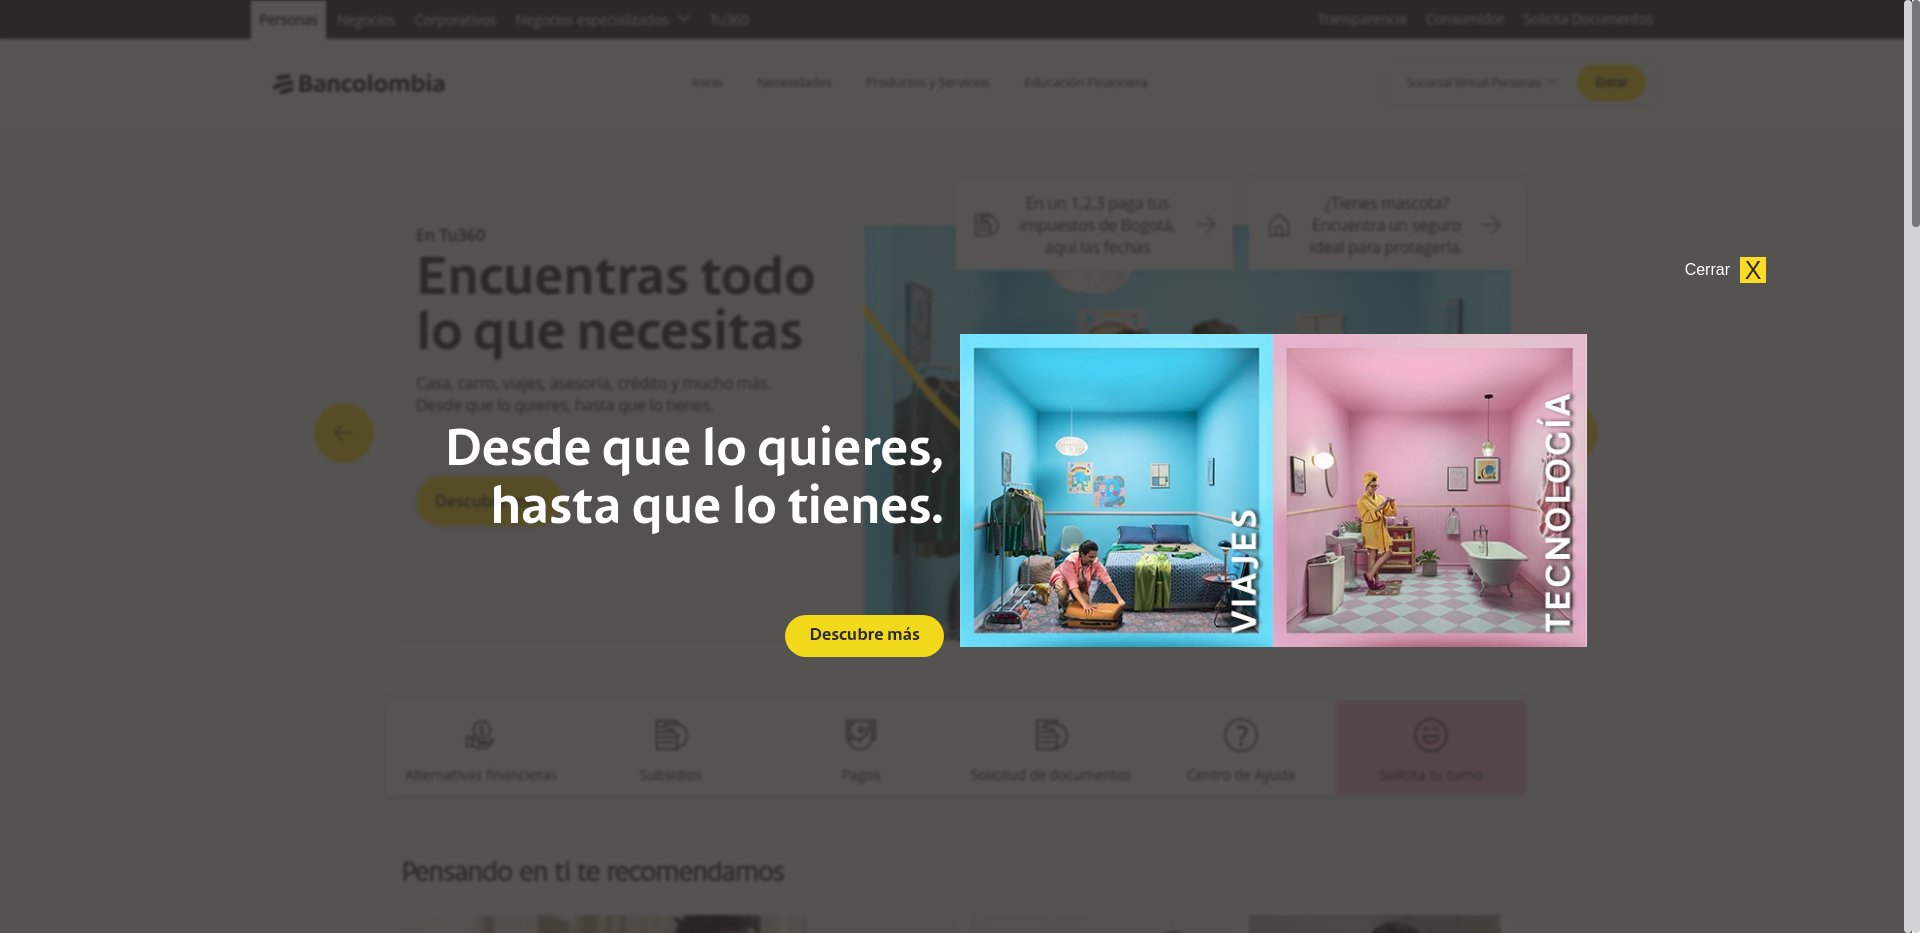 Personas
Negocios
Corporativos
Negocios especializados
Tu360
Transparencia
Consumidor
Solicita Documentos
Bancolombia
Inicio
Necesidades
Productos y Servicios
Educación Financiera
Sucursal Virtual Personas
Entrar
En un 1,2,3 paga tus
impuestos de Bogotá,
aquí las fechas
¿Tienes mascota?
Encuentra un seguro
ideal para protegerla.
En Tu360
Encuentras todo
lo que necesitas
Casa, carro, viajes, asesoría, crédito y mucho más.
Desde que lo quieres, hasta que lo tienes.
Cerrar X
Desde que lo quieres,
hasta que lo tienes.
Descubre más
VIAJES
TECNOLOGÍA
Alternativas financieras
Subsidios
Pagos
Solicitud de documentos
Centro de Ayuda
Solicita tu turno
Pensando en ti te recomendamos